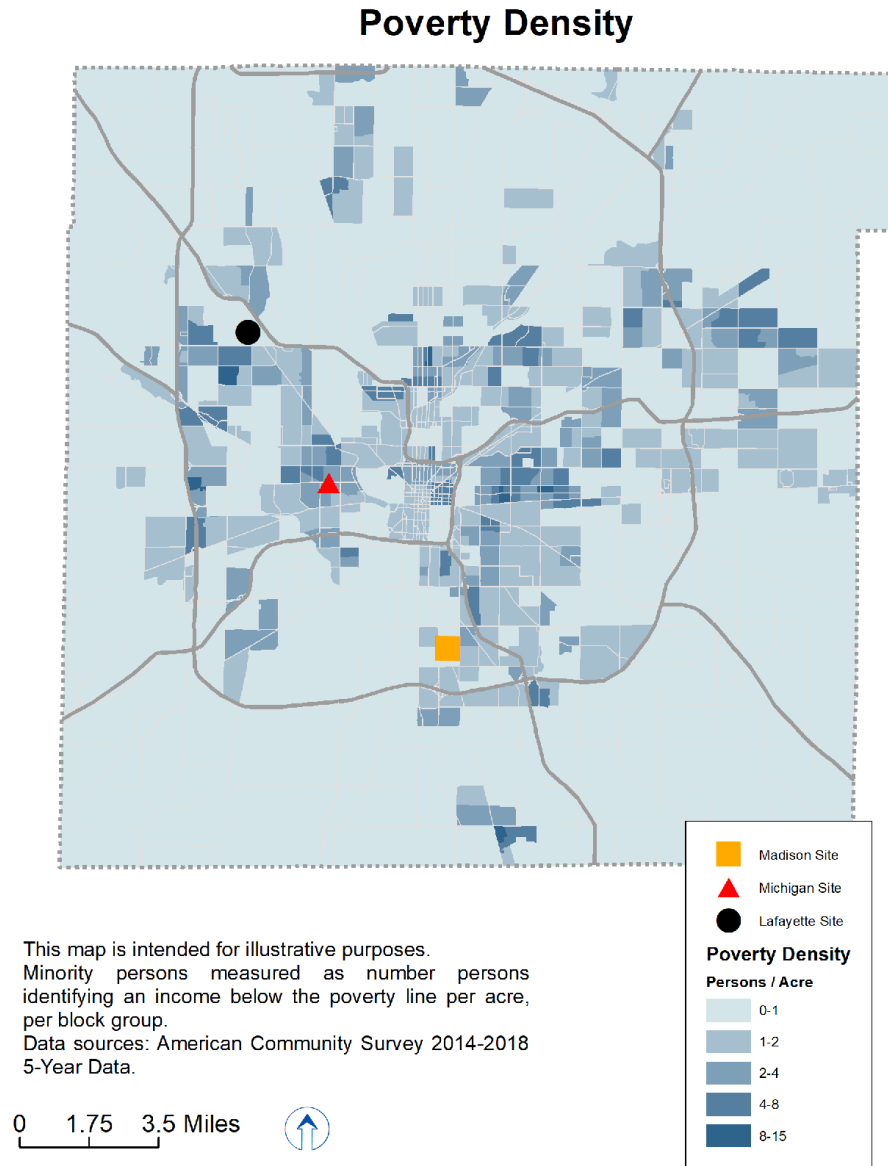 Poverty Density
Madison Site
Michigan Site
Lafayette Site
Poverty Density
Persons / Acre
0-1
1-2
2-4
4-8
8-15
This map is intended for illustrative purposes.
Minority persons measured as number persons
identifying an income below the poverty line per acre,
per block group.
Data sources: American Community Survey 2014-2018
5-Year Data.
0 1.75 3.5 Miles